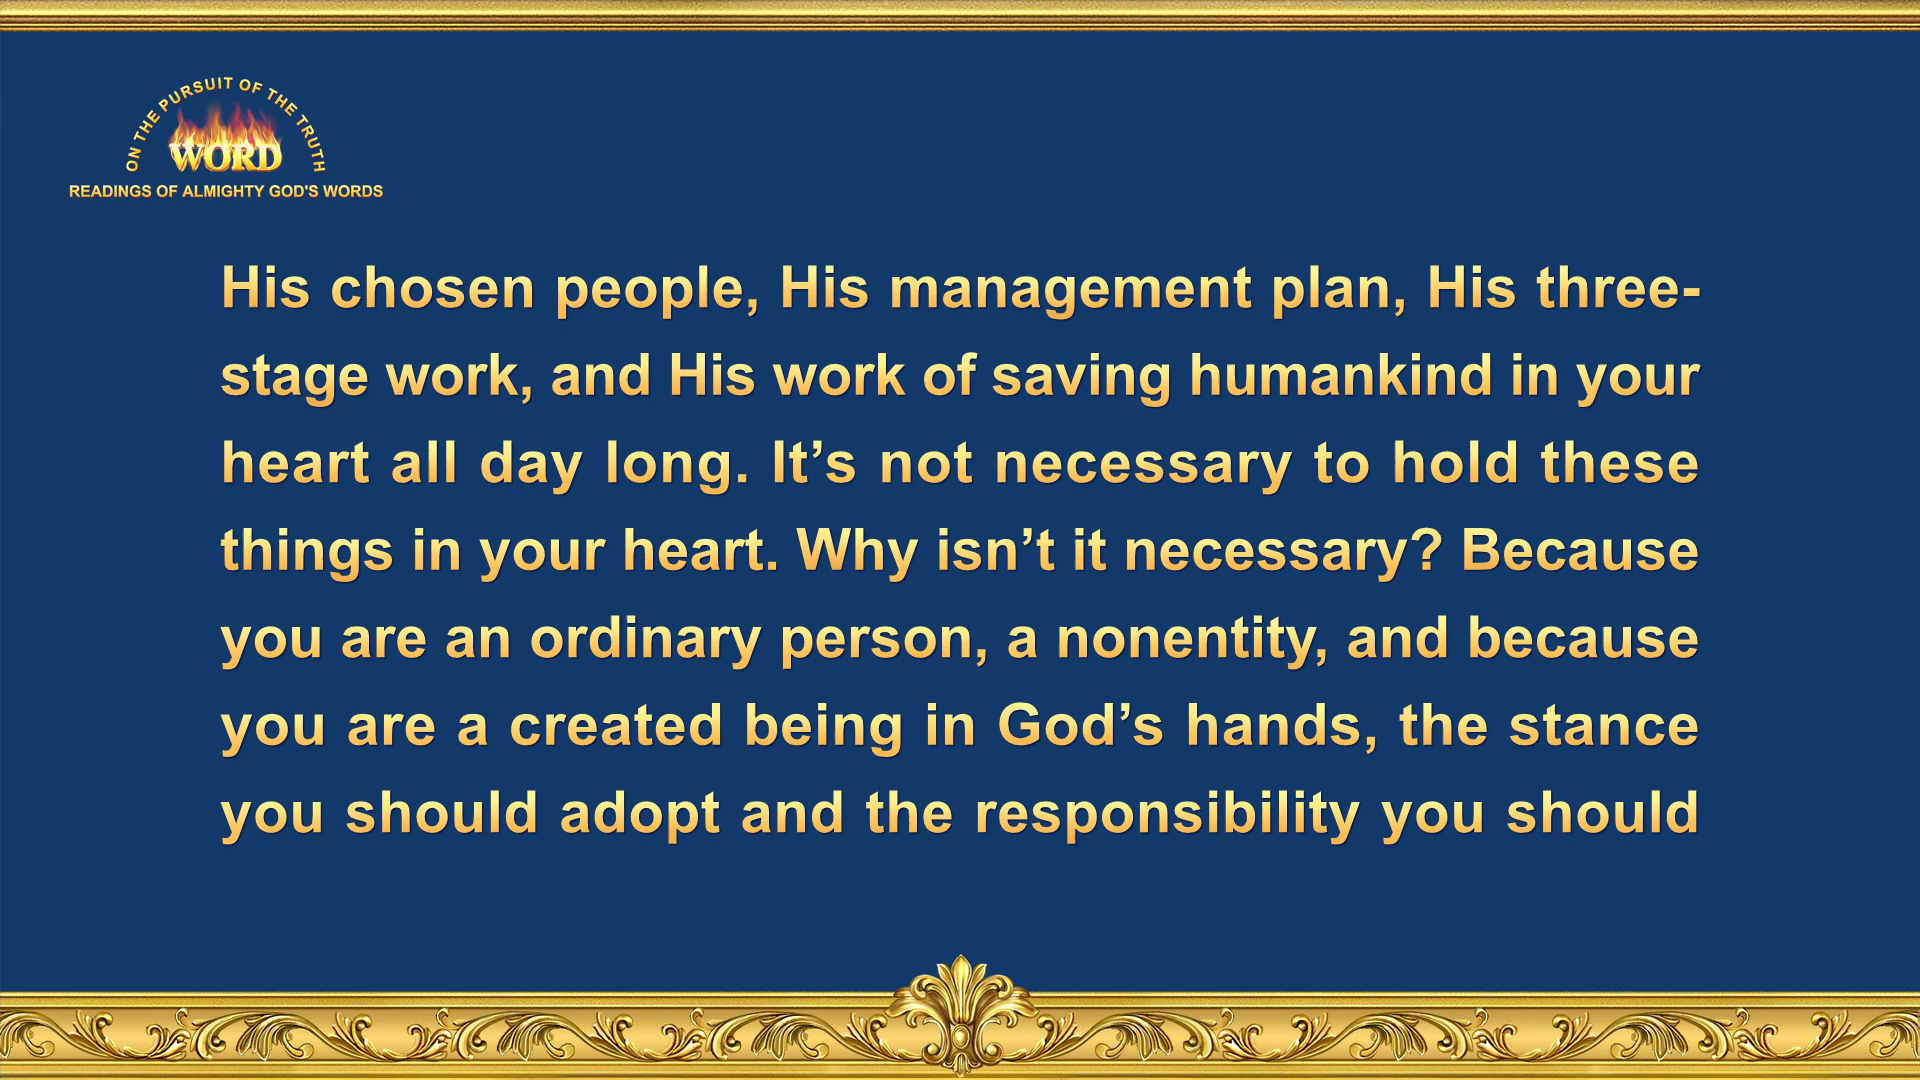 ON THE PURSUIT OF THE TRUTH
WORD
READINGS OF ALMIGHTY GOD'S WORDS
His chosen people, His management plan, His three-
stage work, and His work of saving humankind in your
heart all day long. It’s not necessary to hold these
things in your heart. Why isn’t it necessary? Because
you are an ordinary person, a nonentity, and because
you are a created being in God’s hands, the stance
you should adopt and the responsibility you should